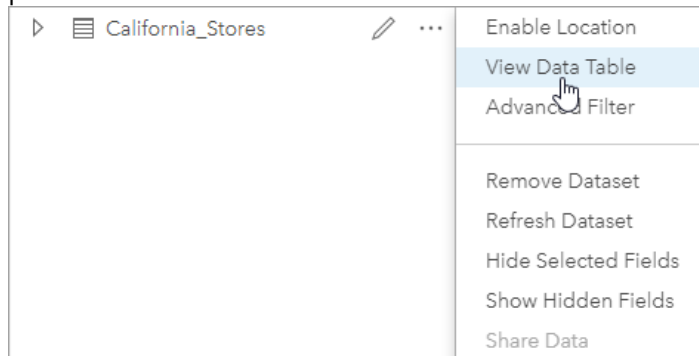 California_Stores
Enable Location
View Data Table
Advanced Filter
Remove Dataset
Refresh Dataset
Hide Selected Fields
Show Hidden Fields
Share Data